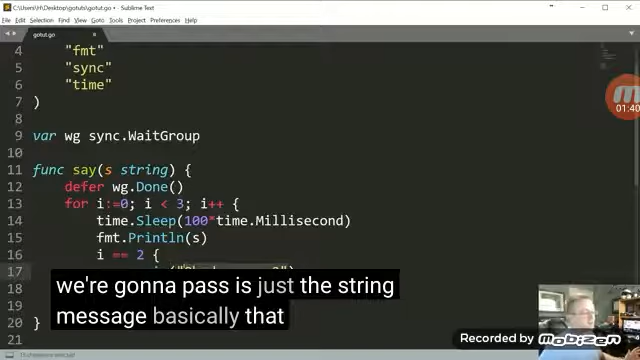 C:\Users\H\Desktop\gotuts\gotut.go • - Sublime Text
File Edit Selection Find View Goto Tools Project Preferences Help
gotut.go
4 "fmt"
5 "sync"
6 "time"
7 )
8
9 var wg sync.WaitGroup
10
11 func say(s string) {
12 defer wg.Done()
13 for i:=0; i < 3; i++ {
14 time.Sleep(100*time.Millisecond)
15 fmt.Println(s)
16 i == 2 {
17
we're gonna pass is just the string
18
message basically that
19
20 }
21
01:40
Recorded by MOBIZEN